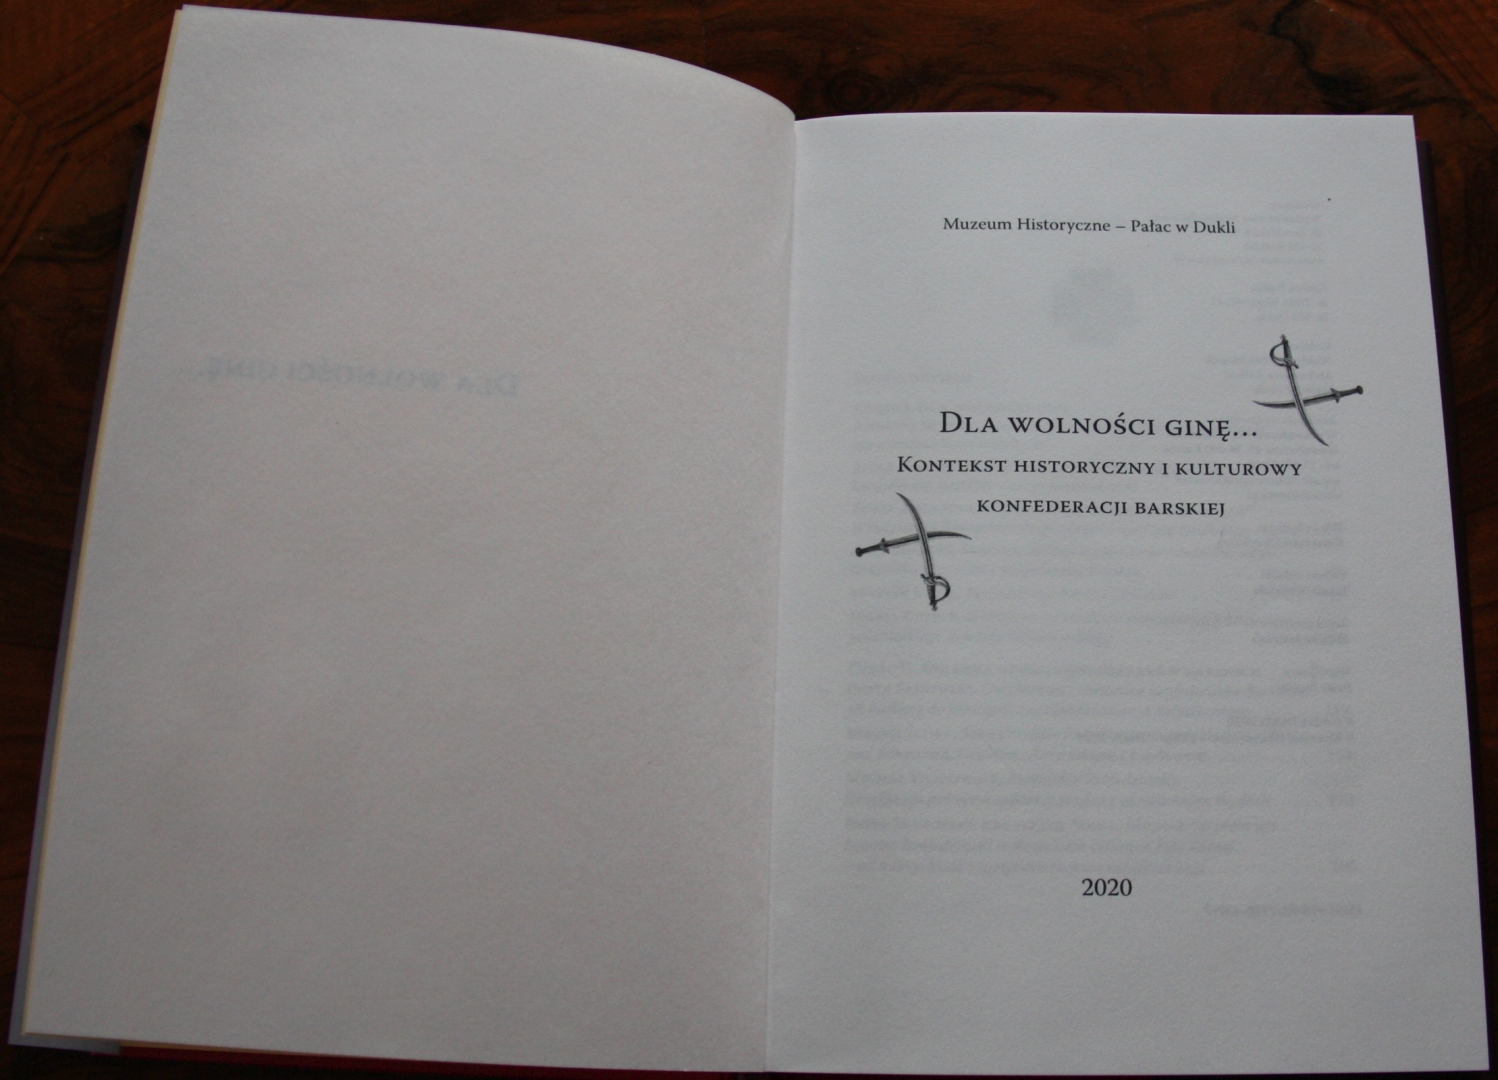 Muzeum Historyczne – Pałac w Dukli
Dla wolności ginę...
Kontekst historyczny i kulturowy
konfederacji barskiej
2020